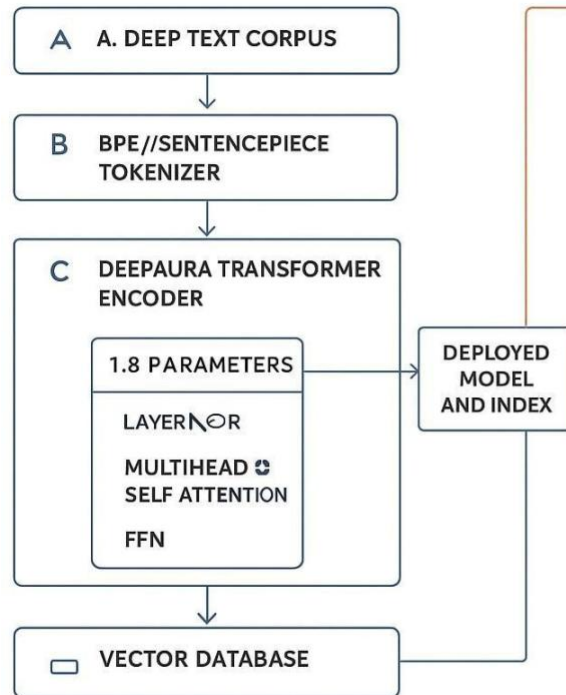 A A. DEEP TEXT CORPUS
B BPE//SENTENCEPIECE
TOKENIZER
C DEEPAURA TRANSFORMER
ENCODER
1.8 PARAMETERS
MULTIHEAD
SELF ATTENTION
FFN
DEPLOYED
MODEL
AND INDEX
VECTOR DATABASE